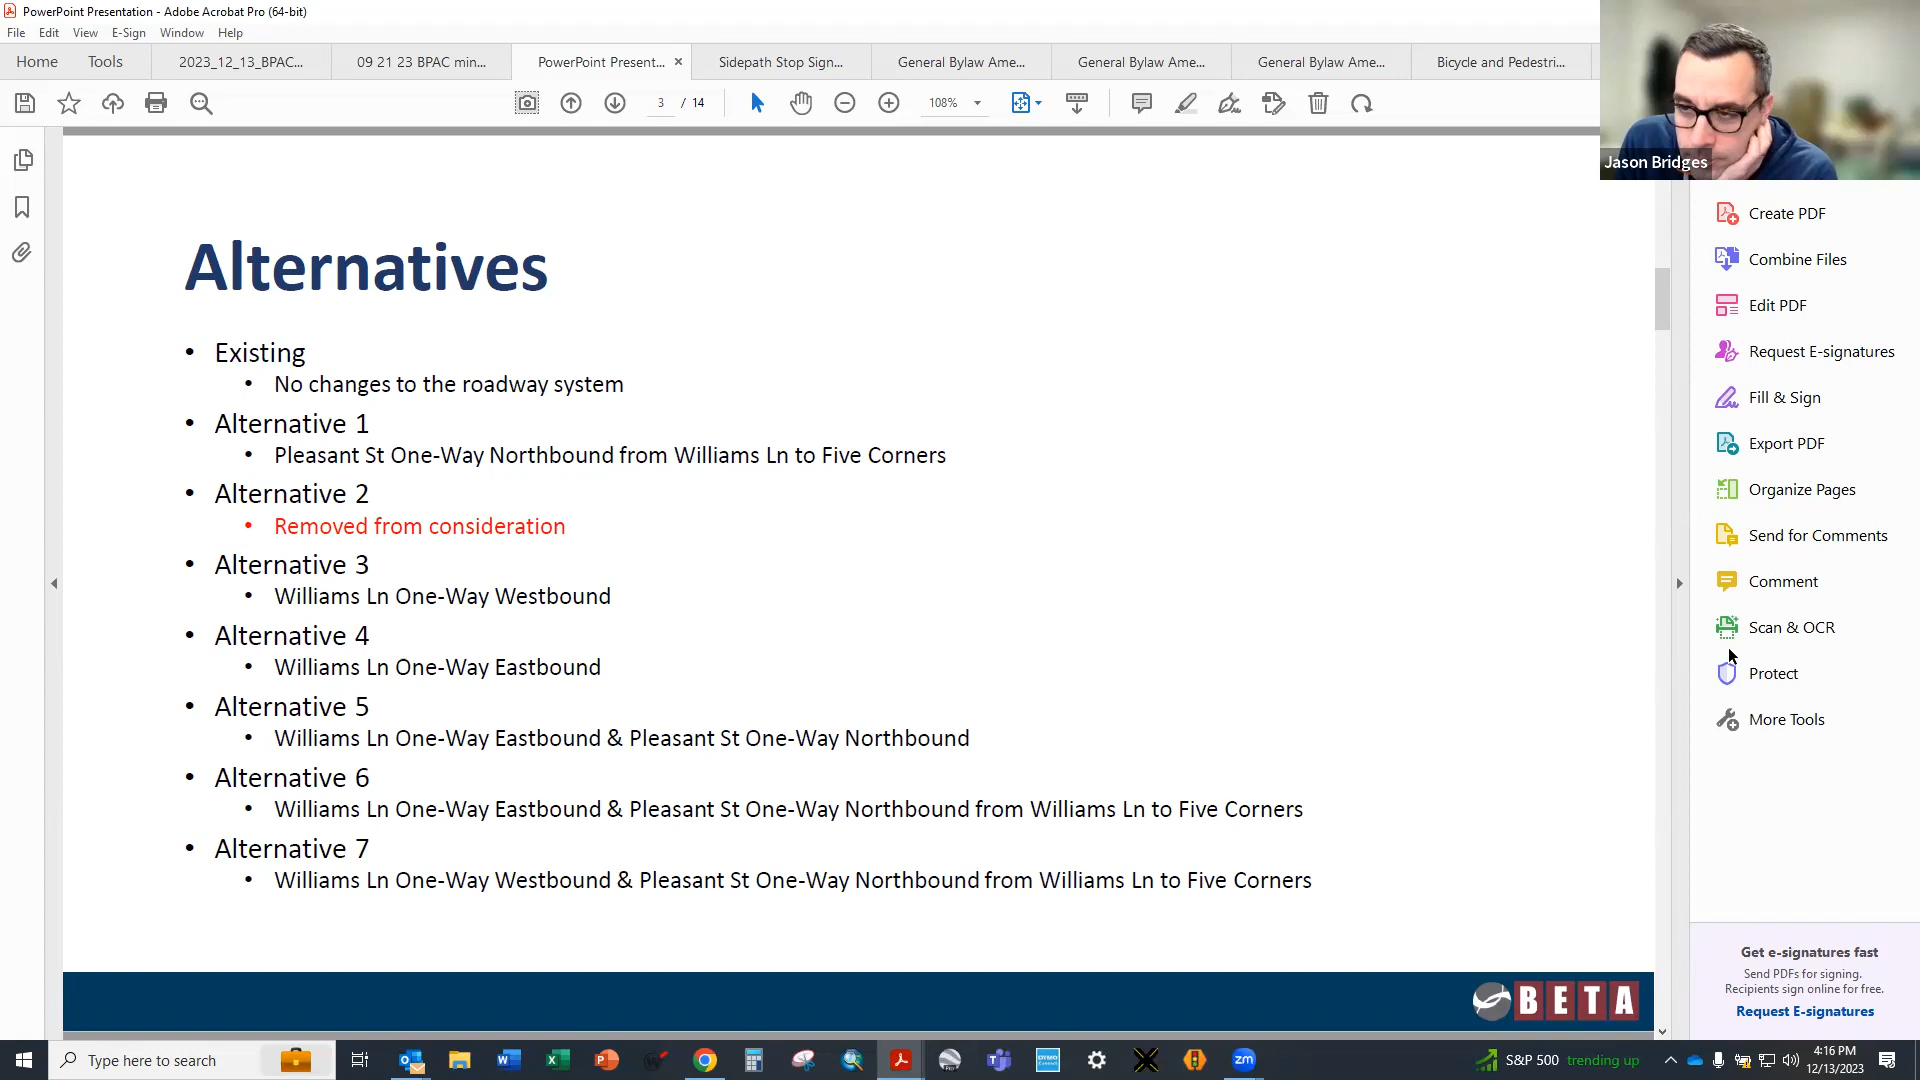 PowerPoint Presentation - Adobe Acrobat Pro (64-bit)
File Edit View E-Sign Window Help
Home Tools 2023_12_13_BPAC... 09 21 23 BPAC min... PowerPoint Present... × Sidepath Stop Sign... General Bylaw Ame... General Bylaw Ame... General Bylaw Ame... Bicycle and Pedestri...
3 / 14 108%
Jason Bridges
Alternatives
• Existing
• No changes to the roadway system
• Alternative 1
• Pleasant St One-Way Northbound from Williams Ln to Five Corners
• Alternative 2
• Removed from consideration
• Alternative 3
• Williams Ln One-Way Westbound
• Alternative 4
• Williams Ln One-Way Eastbound
• Alternative 5
• Williams Ln One-Way Eastbound & Pleasant St One-Way Northbound
• Alternative 6
• Williams Ln One-Way Eastbound & Pleasant St One-Way Northbound from Williams Ln to Five Corners
• Alternative 7
• Williams Ln One-Way Westbound & Pleasant St One-Way Northbound from Williams Ln to Five Corners
BETA
Create PDF
Combine Files
Edit PDF
Request E-signatures
Fill & Sign
Export PDF
Organize Pages
Send for Comments
Comment
Scan & OCR
Protect
More Tools
Get e-signatures fast
Send PDFs for signing.
Recipients sign online for free.
Request E-signatures
Type here to search
S&P 500 trending up
4:16 PM
12/13/2023